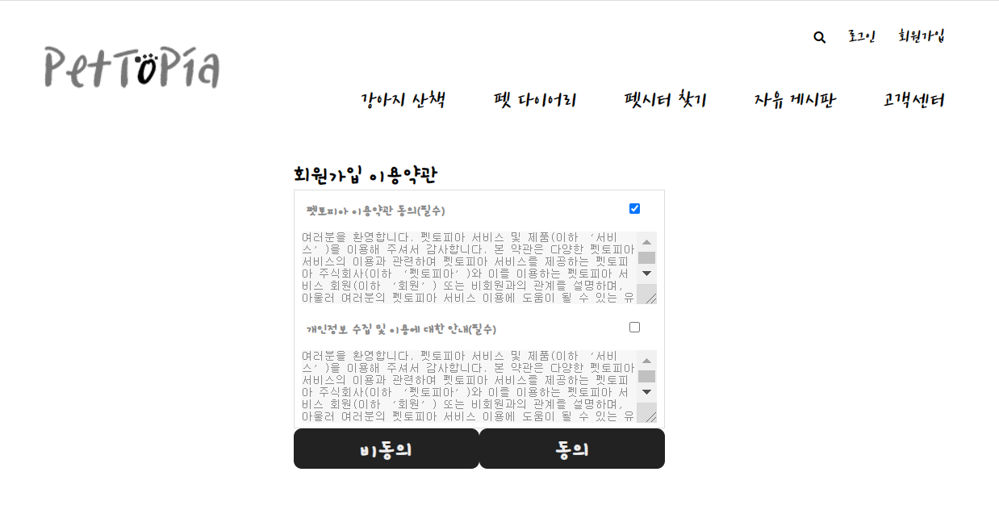 로그인 회원가입
PetTopia
강아지 산책 펫 다이어리 펫시터 찾기 자유 게시판 고객센터
회원가입 이용약관
펫토피아 이용약관 동의(필수)
여러분을 환영합니다. 펫토피아 서비스 및 제품(이하 ‘서비
스’)을 이용해 주셔서 감사합니다. 본 약관은 다양한 펫토피아
서비스의 이용과 관련하여 펫토피아 서비스를 제공하는 펫토피
아 주식회사(이하 ‘펫토피아’)와 이를 이용하는 펫토피아 서
비스 회원(이하 ‘회원’) 또는 비회원과의 관계를 설명하며,
아울러 여러분의 펫토피아 서비스 이용에 도움이 될 수 있는 유
개인정보 수집 및 이용에 대한 안내(필수)
여러분을 환영합니다. 펫토피아 서비스 및 제품(이하 ‘서비
스’)을 이용해 주셔서 감사합니다. 본 약관은 다양한 펫토피아
서비스의 이용과 관련하여 펫토피아 서비스를 제공하는 펫토피
아 주식회사(이하 ‘펫토피아’)와 이를 이용하는 펫토피아 서
비스 회원(이하 ‘회원’) 또는 비회원과의 관계를 설명하며,
아울러 여러분의 펫토피아 서비스 이용에 도움이 될 수 있는 유
비동의 동의